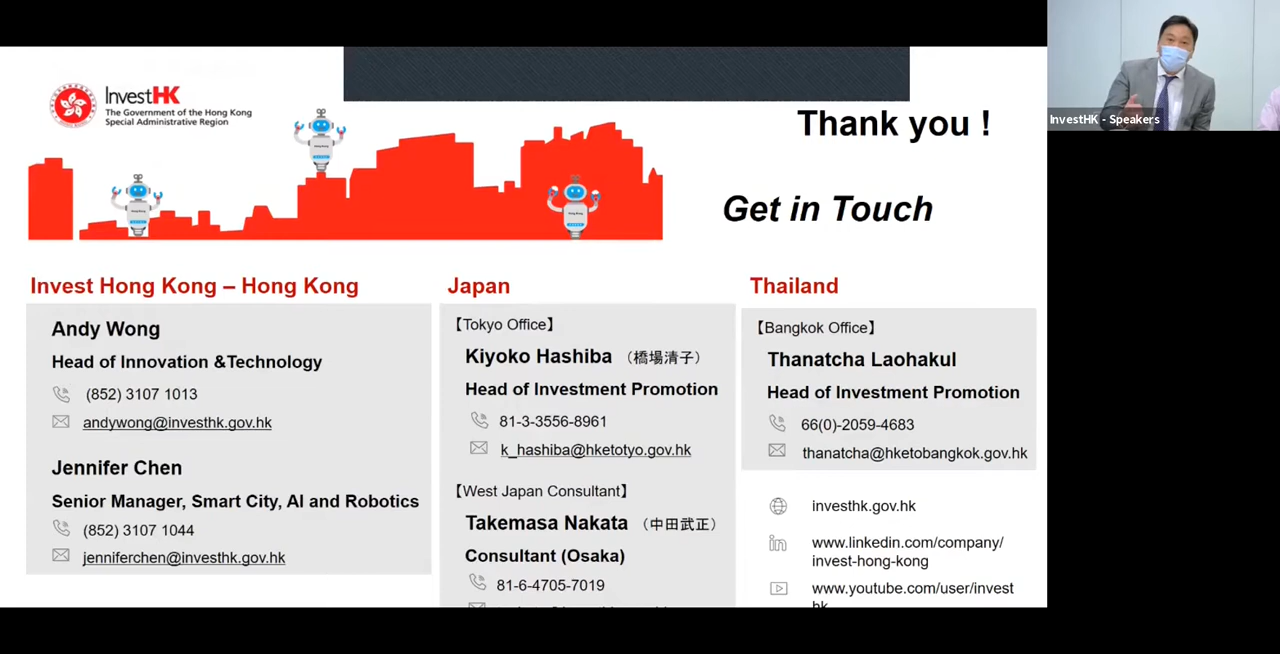 InvestHK
The Government of the Hong Kong
Special Administrative Region
Thank you !
Get in Touch
Invest Hong Kong – Hong Kong
Andy Wong
Head of Innovation &Technology
(852) 3107 1013
andywong@investhk.gov.hk
Jennifer Chen
Senior Manager, Smart City, AI and Robotics
(852) 3107 1044
jenniferchen@investhk.gov.hk
Japan
【Tokyo Office】
Kiyoko Hashiba （橋場清子）
Head of Investment Promotion
81-3-3556-8961
k_hashiba@hketotyo.gov.hk
【West Japan Consultant】
Takemasa Nakata （中田武正）
Consultant (Osaka)
81-6-4705-7019
Thailand
【Bangkok Office】
Thanatcha Laohakul
Head of Investment Promotion
66(0)-2059-4683
thanatcha@hketobangkok.gov.hk
investhk.gov.hk
www.linkedin.com/company/
invest-hong-kong
www.youtube.com/user/invest
hk
InvestHK - Speakers